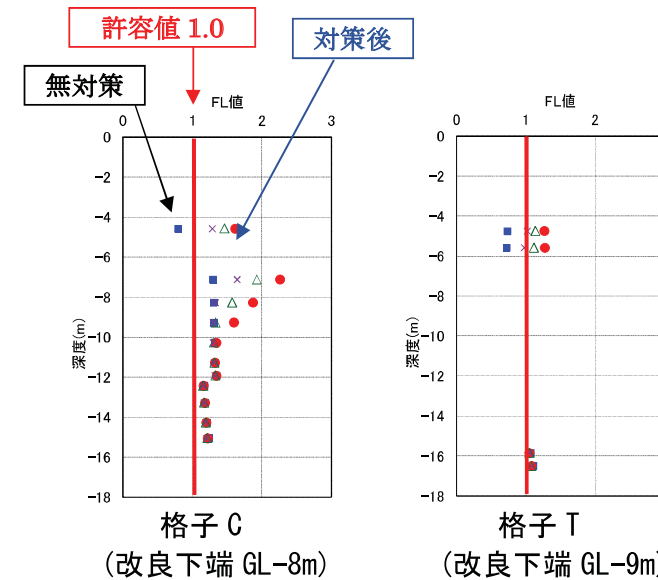 許容値 1.0
対策後
無対策
FL値
0 1 2 3
0
-2
-4
-6
-8
-10
-12
-14
-16
-18
深度(m)
格子 C
(改良下端 GL-8m)
FL値
0 1 2
0
-2
-4
-6
-8
-10
-12
-14
-16
-18
深度(m)
格子 T
(改良下端 GL-9m)